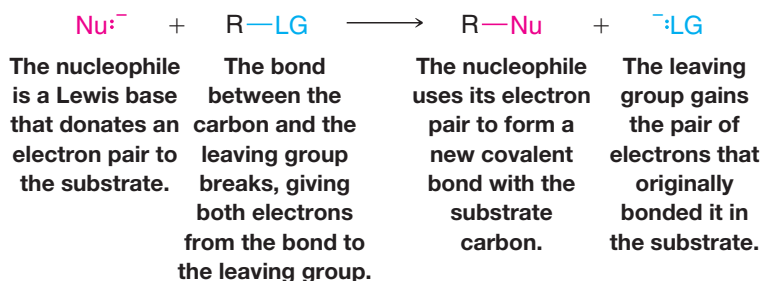 Nu:⁻ + R—LG ⟶ R—Nu + ⁻:LG
The nucleophile
is a Lewis base
that donates an
electron pair to
the substrate.
The bond
between the
carbon and the
leaving group
breaks, giving
both electrons
from the bond to
the leaving group.
The nucleophile
uses its electron
pair to form a
new covalent
bond with the
substrate
carbon.
The leaving
group gains
the pair of
electrons that
originally
bonded it in
the substrate.